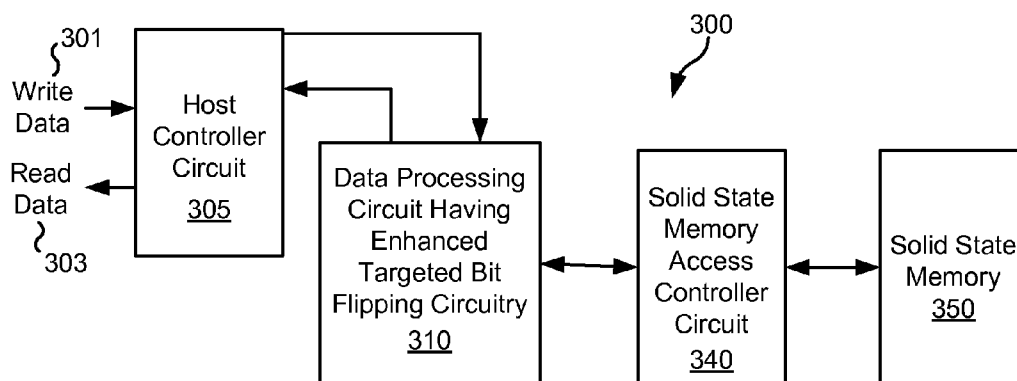 301
Write
Data
Read
Data
303
Host
Controller
Circuit
305
300
Data Processing
Circuit Having
Enhanced
Targeted Bit
Flipping Circuitry
310
Solid State
Memory
Access
Controller
Circuit
340
Solid State
Memory
350